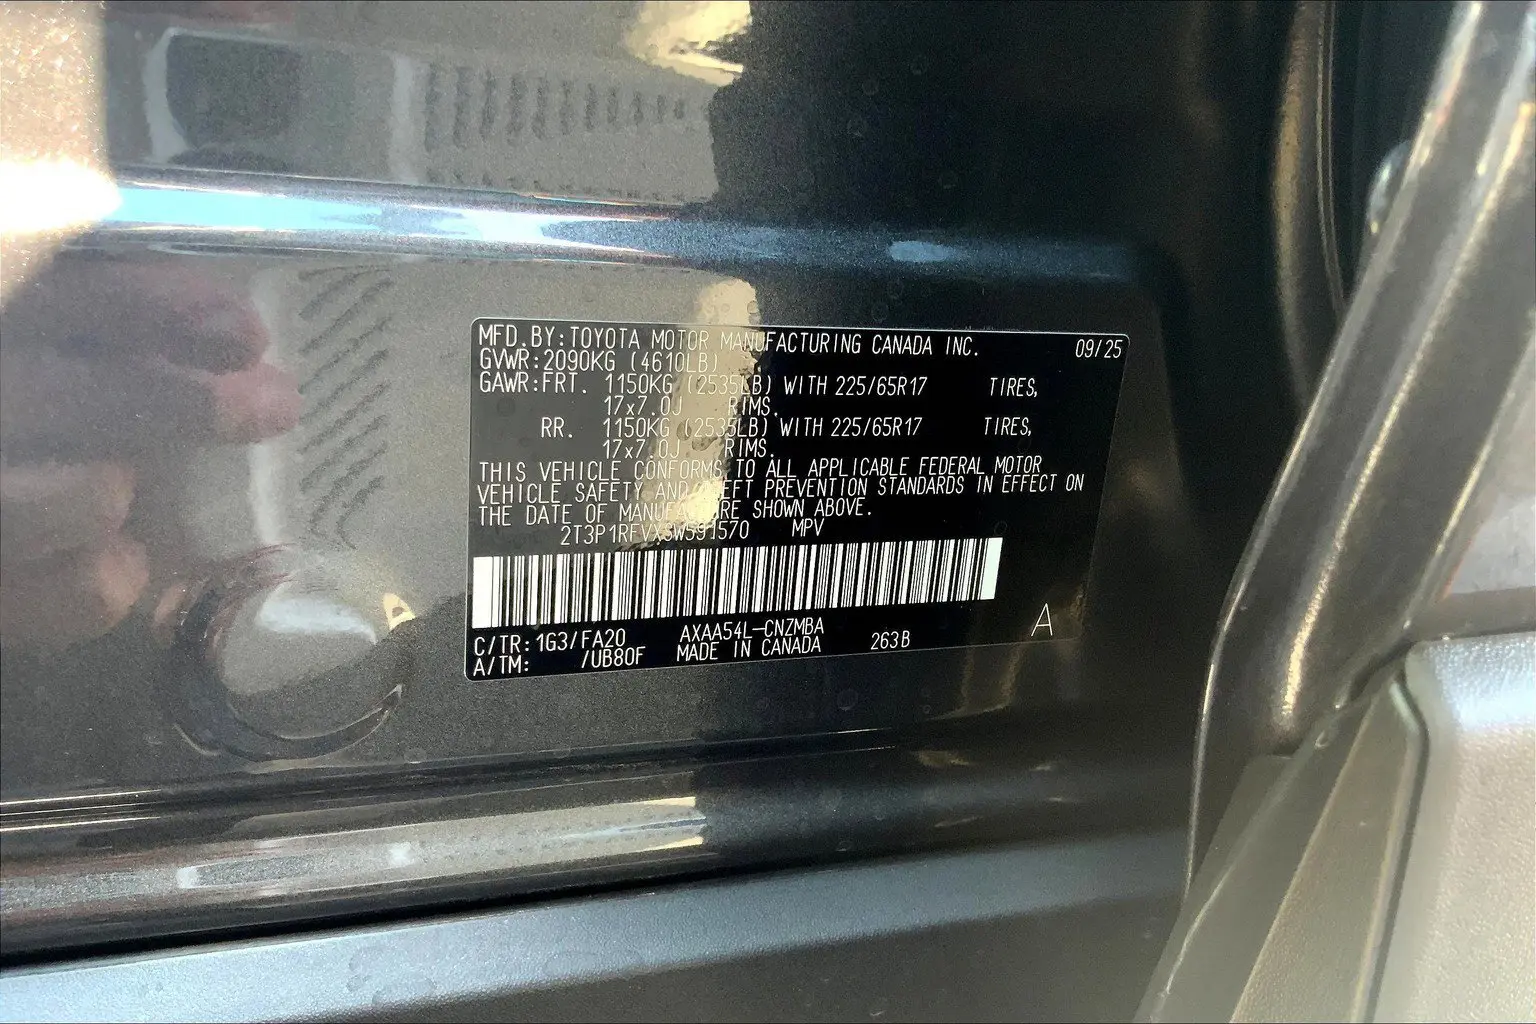 MFD.BY:TOYOTA MOTOR MANUFACTURING CANADA INC. 09/25
GVWR:2090KG (4610LB)
GAWR:FRT. 1150KG (2535LB) WITH 225/65R17 TIRES,
17x7.0J RIMS.
RR. 1150KG (2535LB) WITH 225/65R17 TIRES,
17x7.0J RIMS.
THIS VEHICLE CONFORMS TO ALL APPLICABLE FEDERAL MOTOR
VEHICLE SAFETY AND THEFT PREVENTION STANDARDS IN EFFECT ON
THE DATE OF MANUFACTURE SHOWN ABOVE.
2T3P1RFVXSW591570 MPV
C/TR: 1G3/FA20 AXAA54L-CNZMBA 263B A
A/TM: /UB80F MADE IN CANADA